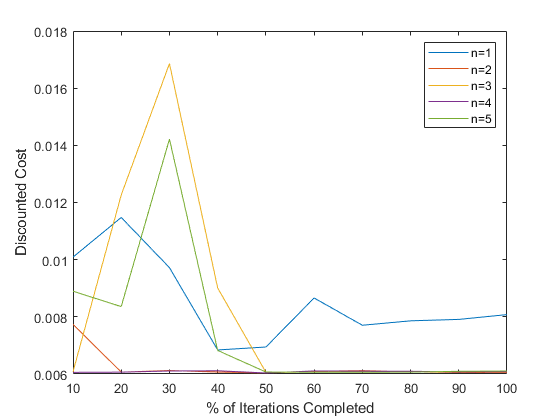 0.018
0.016
0.014
0.012
0.01
0.008
0.006
Discounted Cost
n=1
n=2
n=3
n=4
n=5
10 20 30 40 50 60 70 80 90 100
% of Iterations Completed